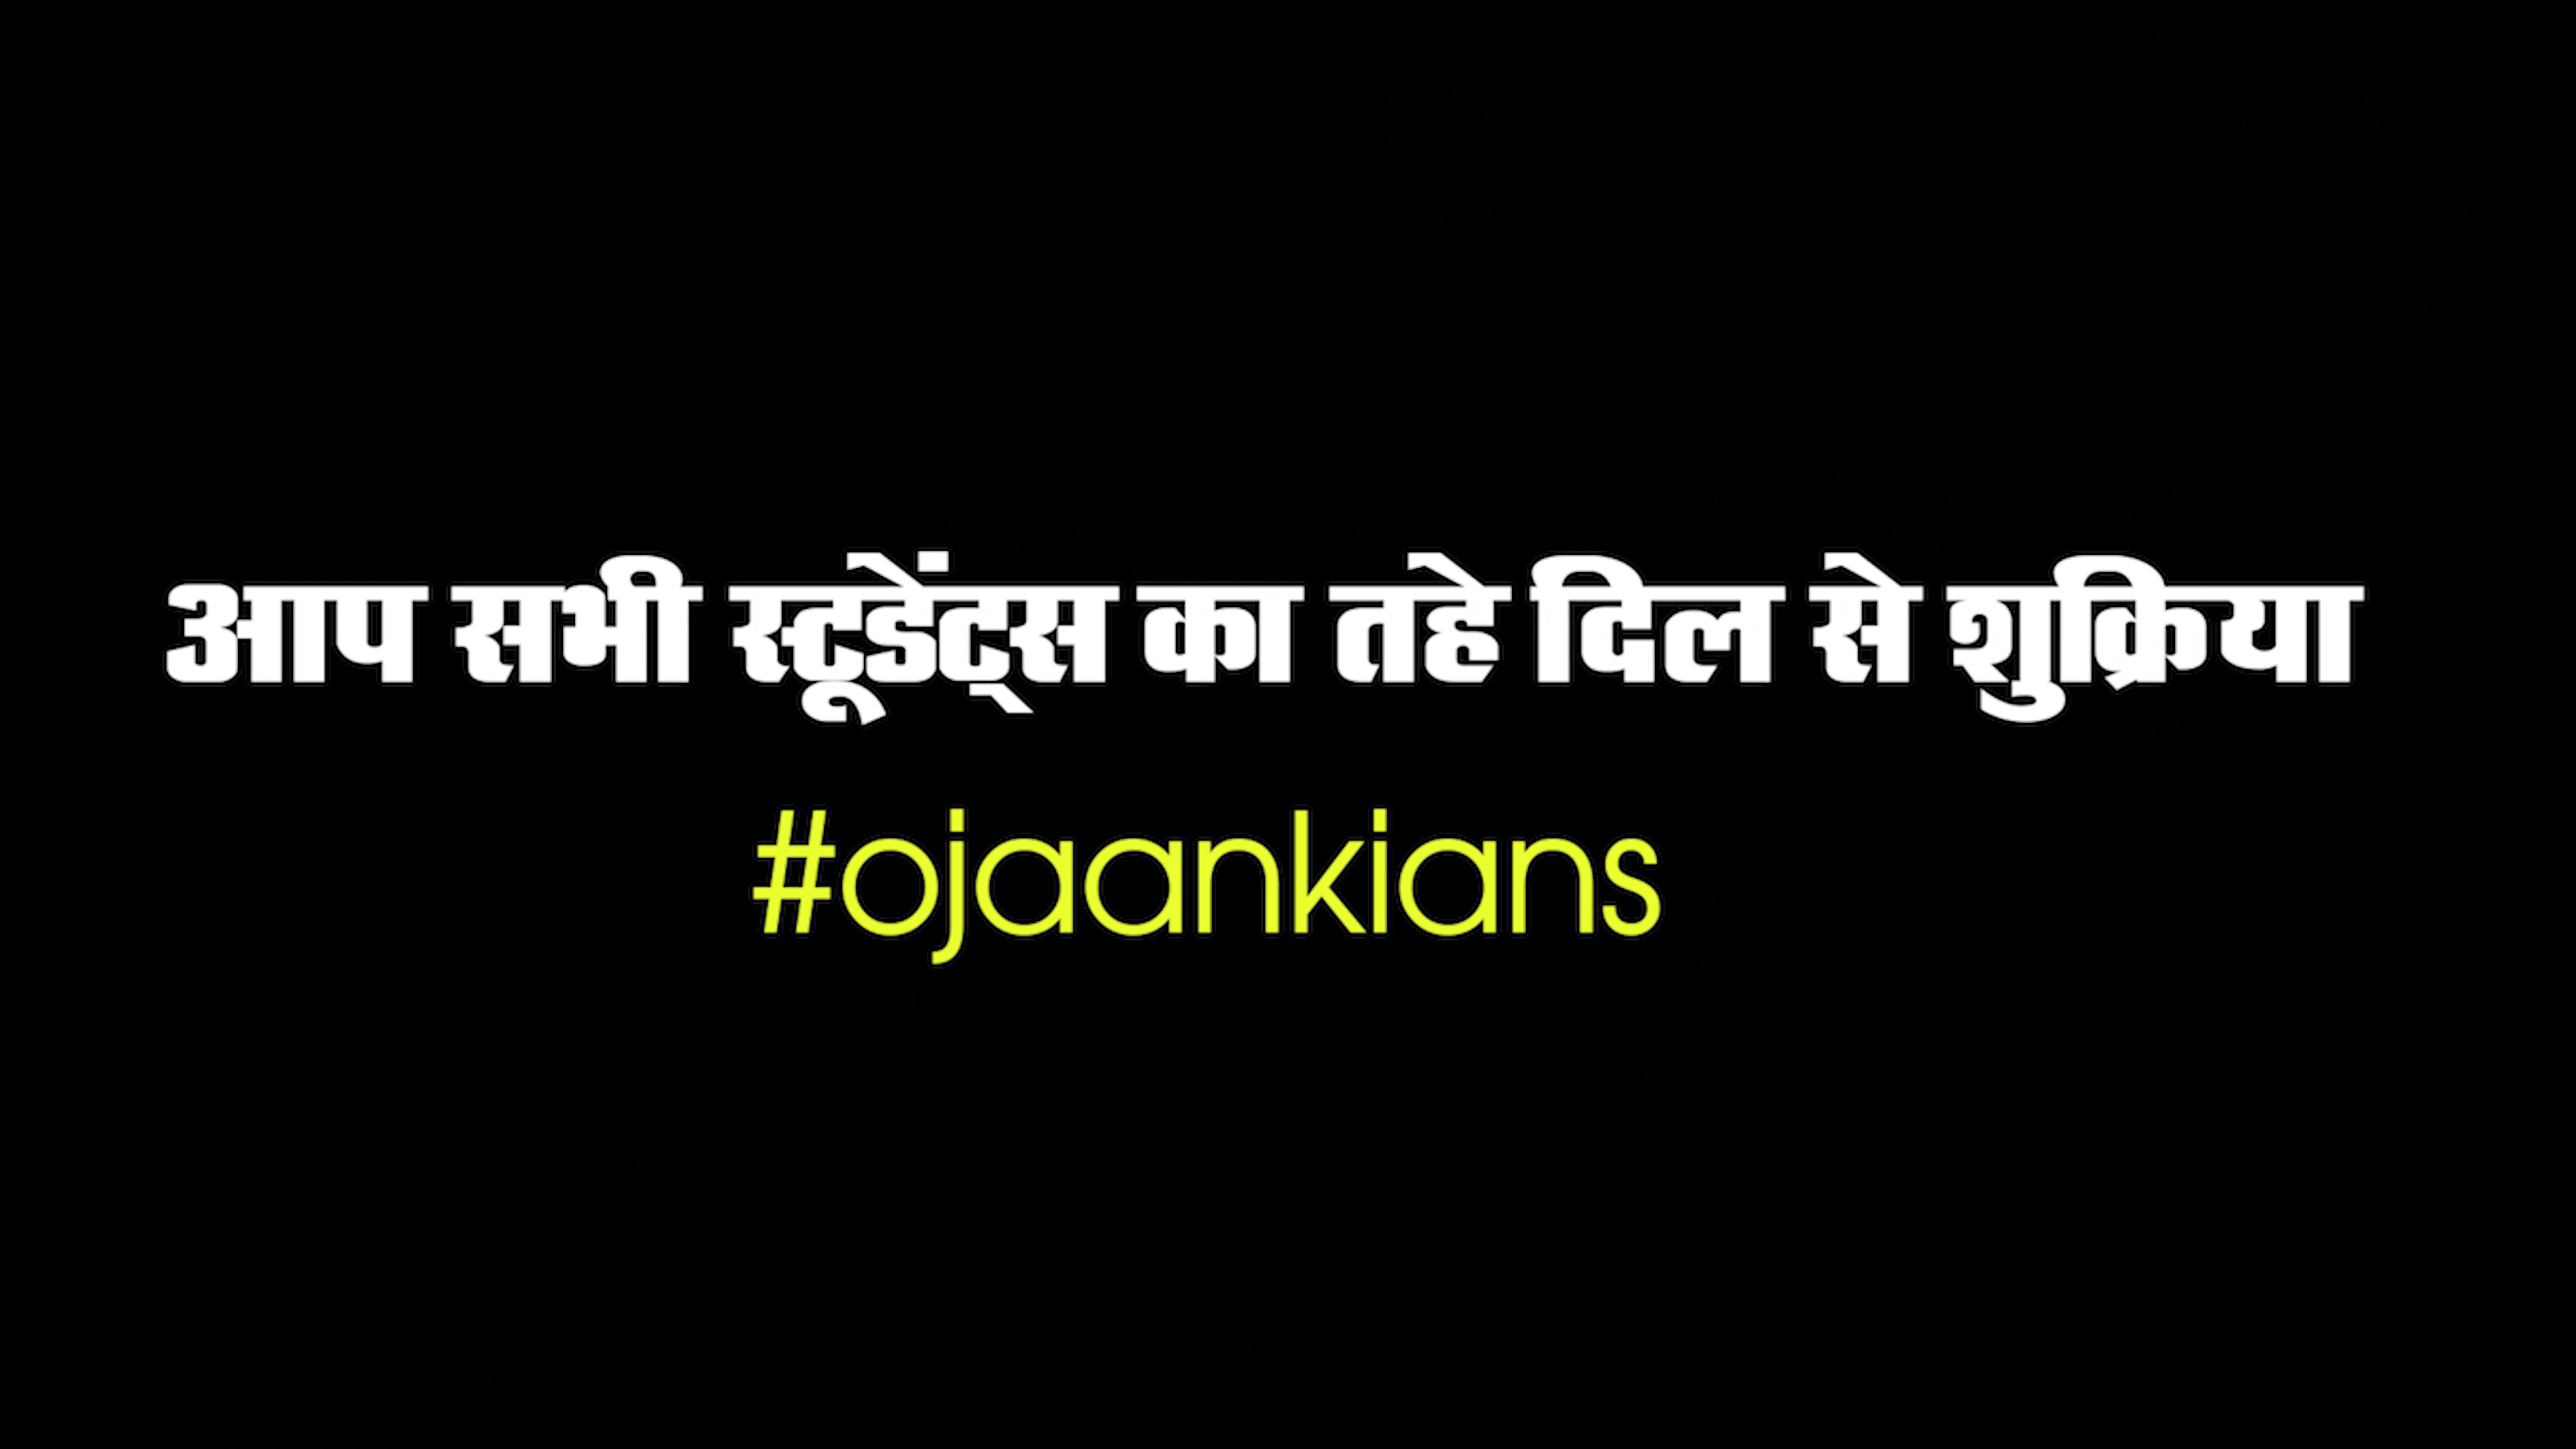 आप सभी स्टूडेंट्स का तहे दिल से शुक्रिया
#ojaankians